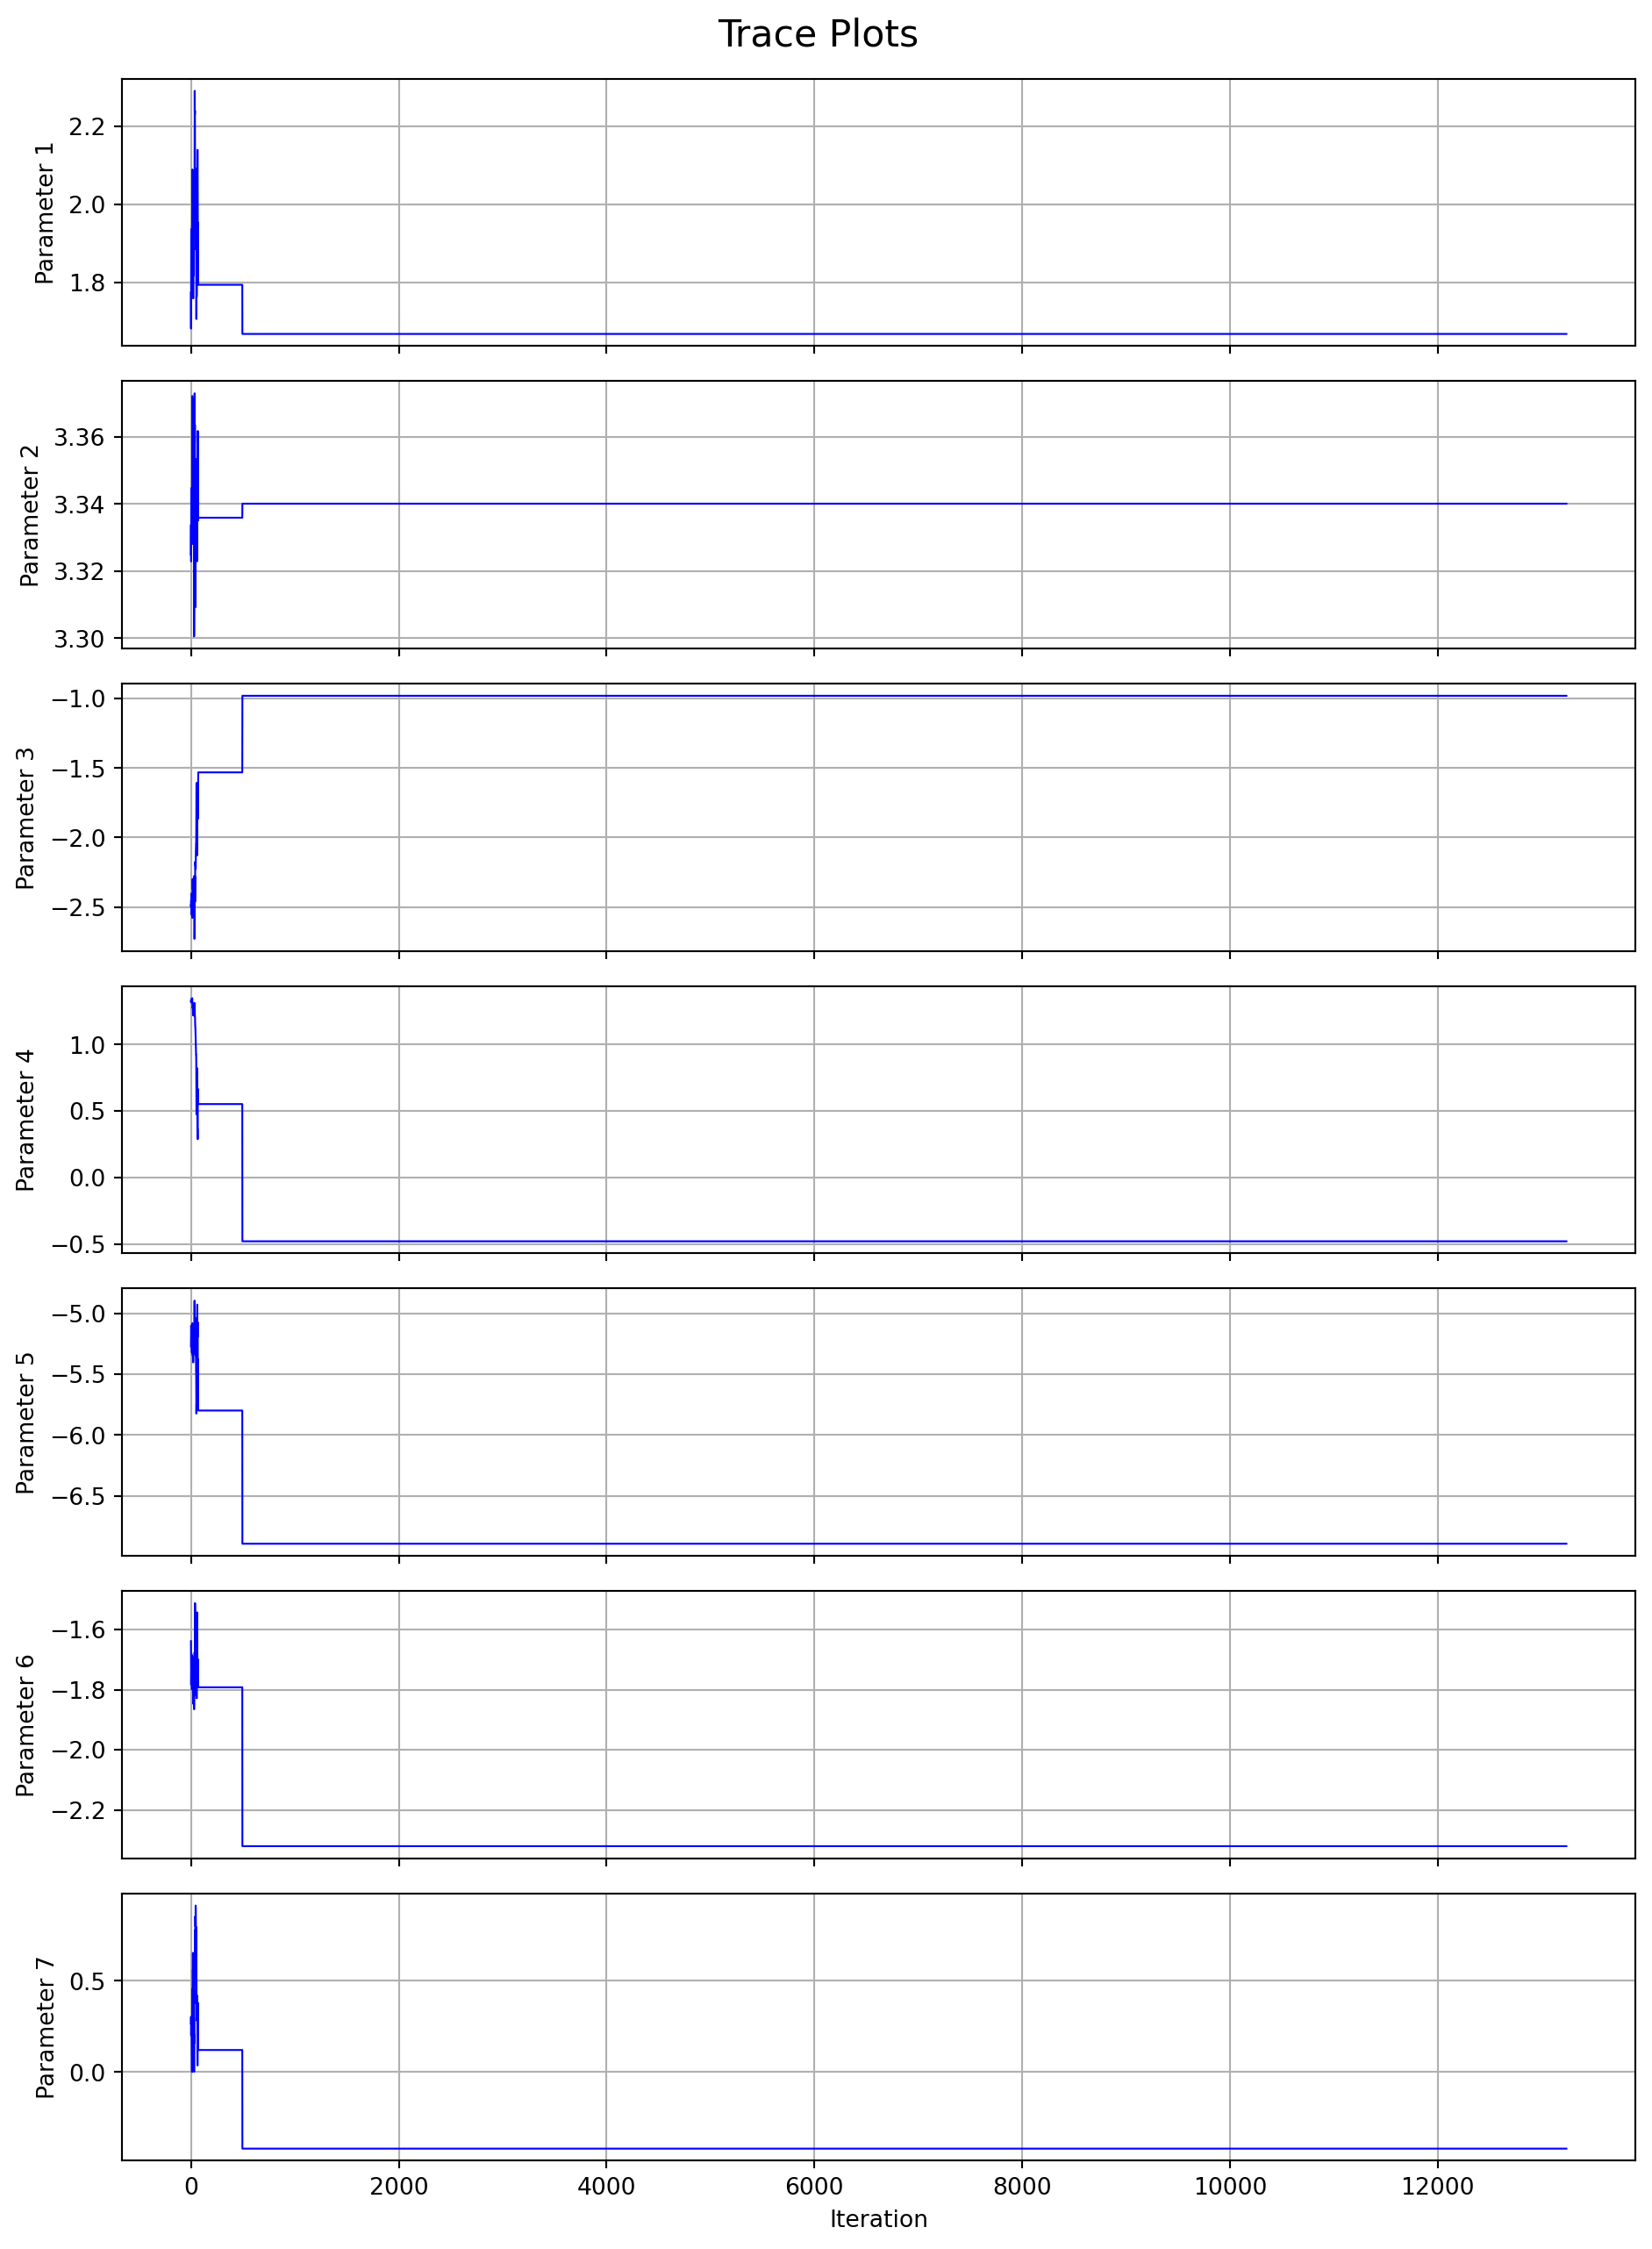 Trace Plots
2.2
2.0
1.8
Parameter 1
3.36
3.34
3.32
3.30
Parameter 2
−1.0
−1.5
−2.0
−2.5
Parameter 3
1.0
0.5
0.0
−0.5
Parameter 4
−5.0
−5.5
−6.0
−6.5
Parameter 5
−1.6
−1.8
−2.0
−2.2
Parameter 6
0.5
0.0
Parameter 7
0 2000 4000 6000 8000 10000 12000
Iteration